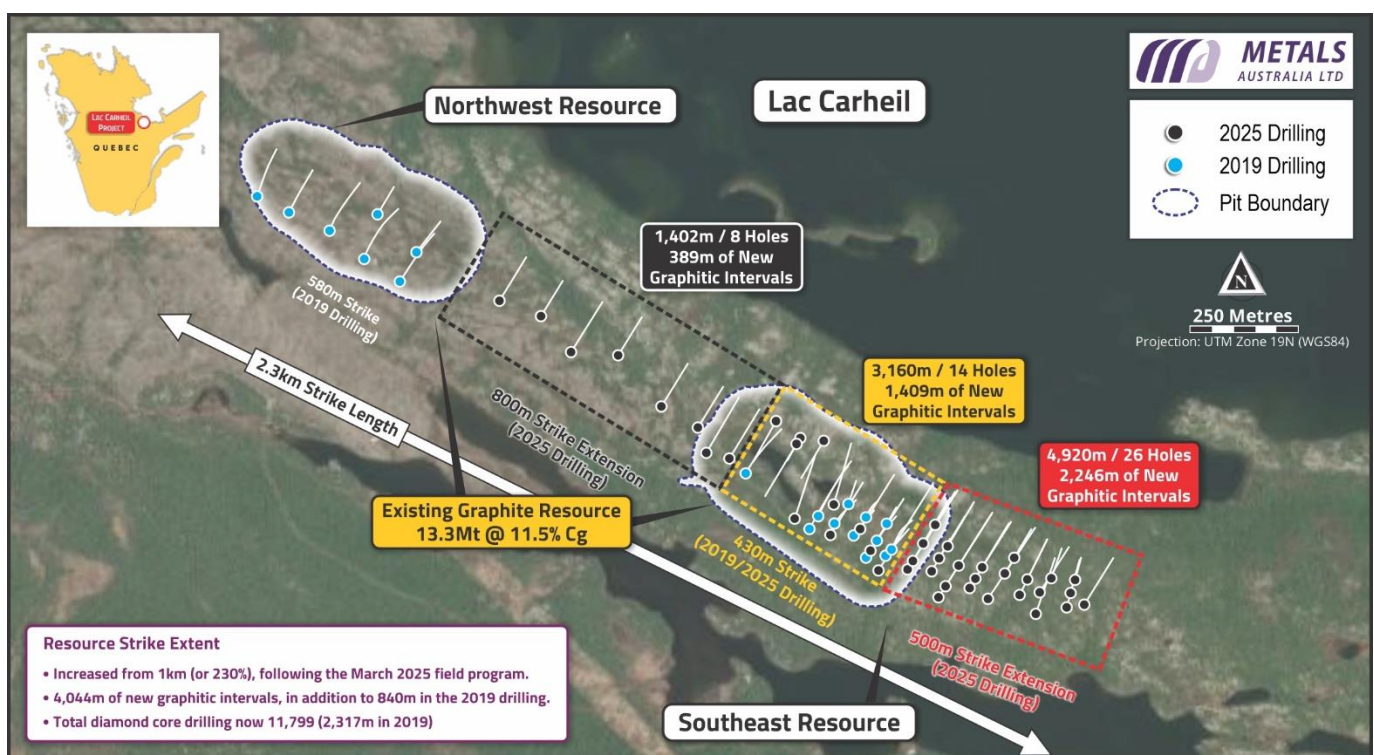 LAC CARHEIL
PROJECT
QUEBEC
Northwest Resource
Lac Carheil
METALS
AUSTRALIA LTD
2025 Drilling
2019 Drilling
Pit Boundary
N
250 Metres
Projection: UTM Zone 19N (WGS84)
1,402m / 8 Holes
389m of New
Graphitic Intervals
580m Strike
(2019 Drilling)
2.3km Strike Length
800m Strike Extension
(2025 Drilling)
3,160m / 14 Holes
1,409m of New
Graphitic Intervals
4,920m / 26 Holes
2,246m of New
Graphitic Intervals
Existing Graphite Resource
13.3Mt @ 11.5% Cg
430m Strike
(2019/2025 Drilling)
500m Strike Extension
(2025 Drilling)
Southeast Resource
Resource Strike Extent
• Increased from 1km (or 230%), following the March 2025 field program.
• 4,044m of new graphitic intervals, in addition to 840m in the 2019 drilling.
• Total diamond core drilling now 11,799 (2,317m in 2019)